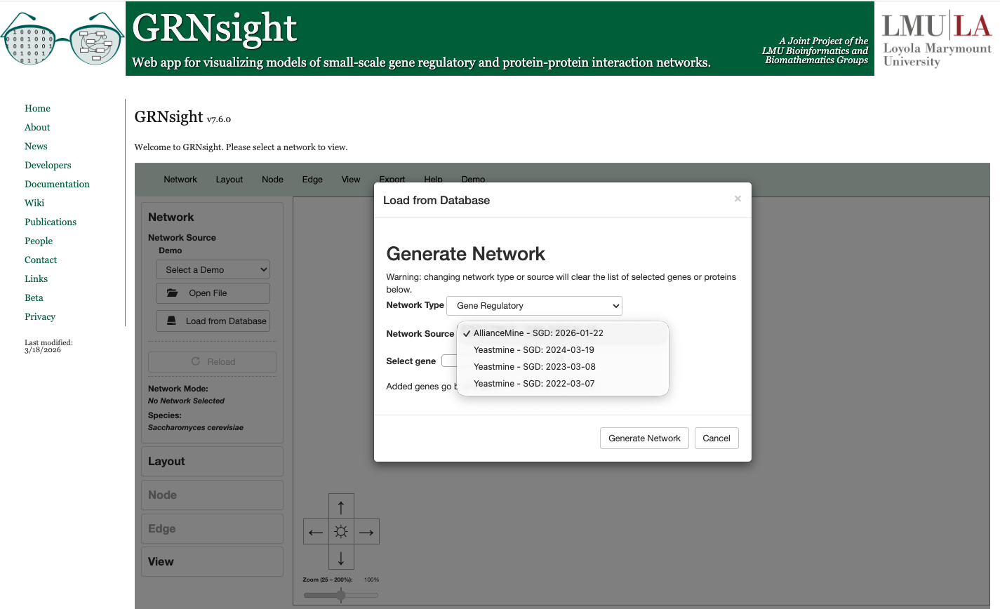 GRNsight
Web app for visualizing models of small-scale gene regulatory and protein-protein interaction networks.
A Joint Project of the
LMU Bioinformatics and
Biomathematics Groups
LMU|LA
Loyola Marymount
University
Home
About
News
Developers
Documentation
Wiki
Publications
People
Contact
Links
Beta
Privacy
Last modified:
3/18/2026
GRNsight v7.6.0
Welcome to GRNsight. Please select a network to view.
Network Layout Node Edge View Export Help Demo
Network
Network Source
Demo
Select a Demo
Open File
Load from Database
Reload
Network Mode:
No Network Selected
Species:
Saccharomyces cerevisiae
Layout
Node
Edge
View
Zoom (25 – 200%): 100%
Load from Database ×
Generate Network
Warning: changing network type or source will clear the list of selected genes or proteins
below.
Network Type Gene Regulatory
Network Source ✓ AllianceMine - SGD: 2026-01-22
Yeastmine - SGD: 2024-03-19
Yeastmine - SGD: 2023-03-08
Yeastmine - SGD: 2022-03-07
Select gene
Added genes go
Generate Network Cancel